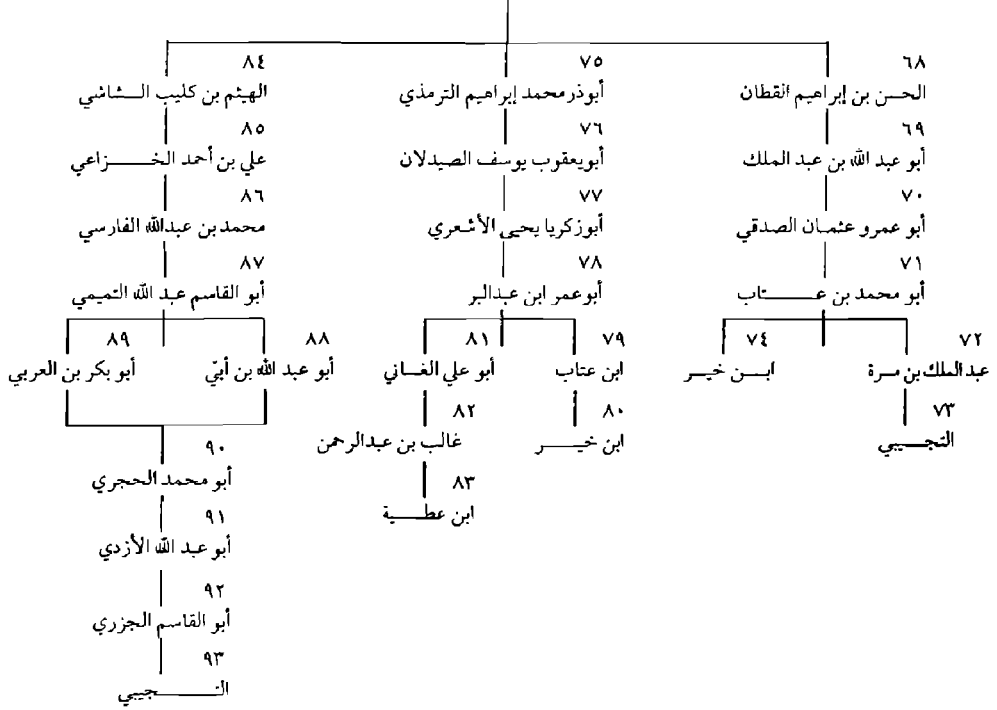 ٦٨
الحسن بن إبراهيم القطان
٦٩
أبو عبد الله بن عبد الملك
٧٠
أبو عمرو عثمان الصدقي
٧١
أبو محمد بن عتاب
٧٢
عبد الملك بن مرة
٧٣
التجيبي
٧٤
ابن خير
٧٥
أبوذر محمد إبراهيم الترمذي
٧٦
أبويعقوب يوسف الصيدلان
٧٧
أبوزكريا يحيى الأشعري
٧٨
أبوعمر ابن عبدالبر
٧٩
ابن عتاب
٨٠
ابن خير
٨١
أبو علي الغاني
٨٢
غالب بن عبدالرحمن
٨٣
ابن عطية
٨٤
الهيثم بن كليب الشاشي
٨٥
علي بن أحمد الخزاعي
٨٦
محمد بن عبدالله الفارسي
٨٧
أبو القاسم عبد الله التميمي
٨٨
أبو عبد الله بن أبيّ
٨٩
أبو بكر بن العربي
٩٠
أبو محمد الحجري
٩١
أبو عبد الله الأزدي
٩٢
أبو القاسم الجزري
٩٣
التجيبي